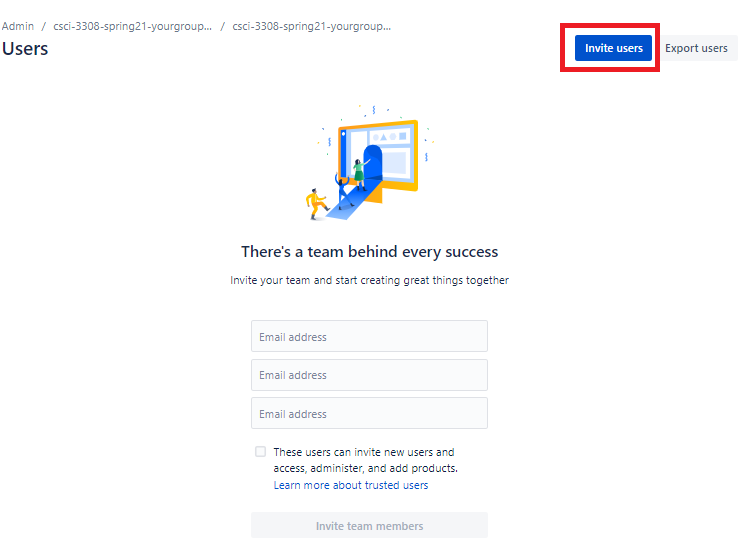 Admin / csci-3308-spring21-yourgroup... / csci-3308-spring21-yourgroup...
Users
Invite users
Export users
There's a team behind every success
Invite your team and start creating great things together
Email address
Email address
Email address
These users can invite new users and
access, administer, and add products.
Learn more about trusted users
Invite team members